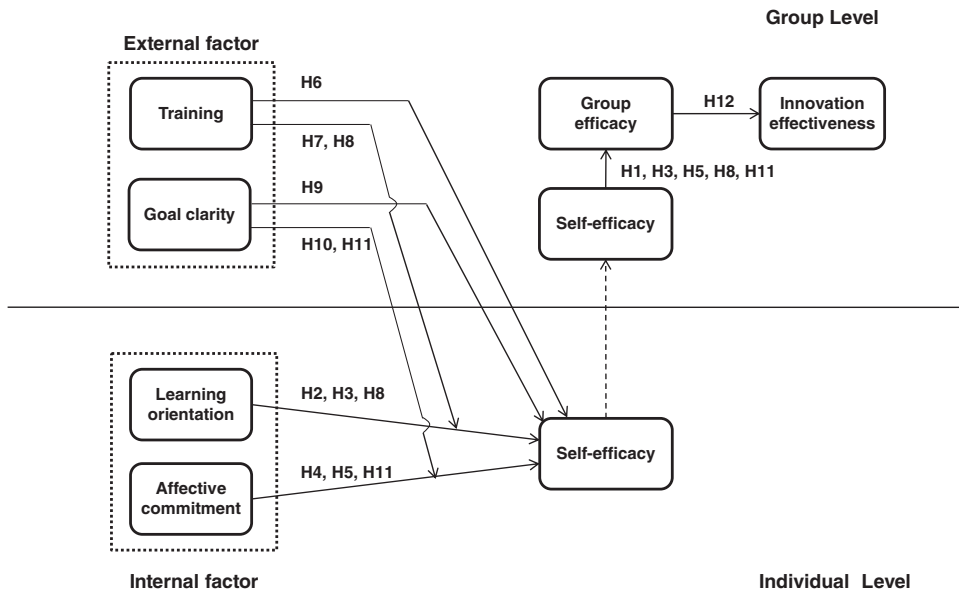 Group Level
External factor
Training
H6
H7, H8
Goal clarity
H9
H10, H11
Group
efficacy
H12
Innovation
effectiveness
H1, H3, H5, H8, H11
Self-efficacy
Learning
orientation
H2, H3, H8
Affective
commitment
H4, H5, H11
Self-efficacy
Internal factor
Individual Level